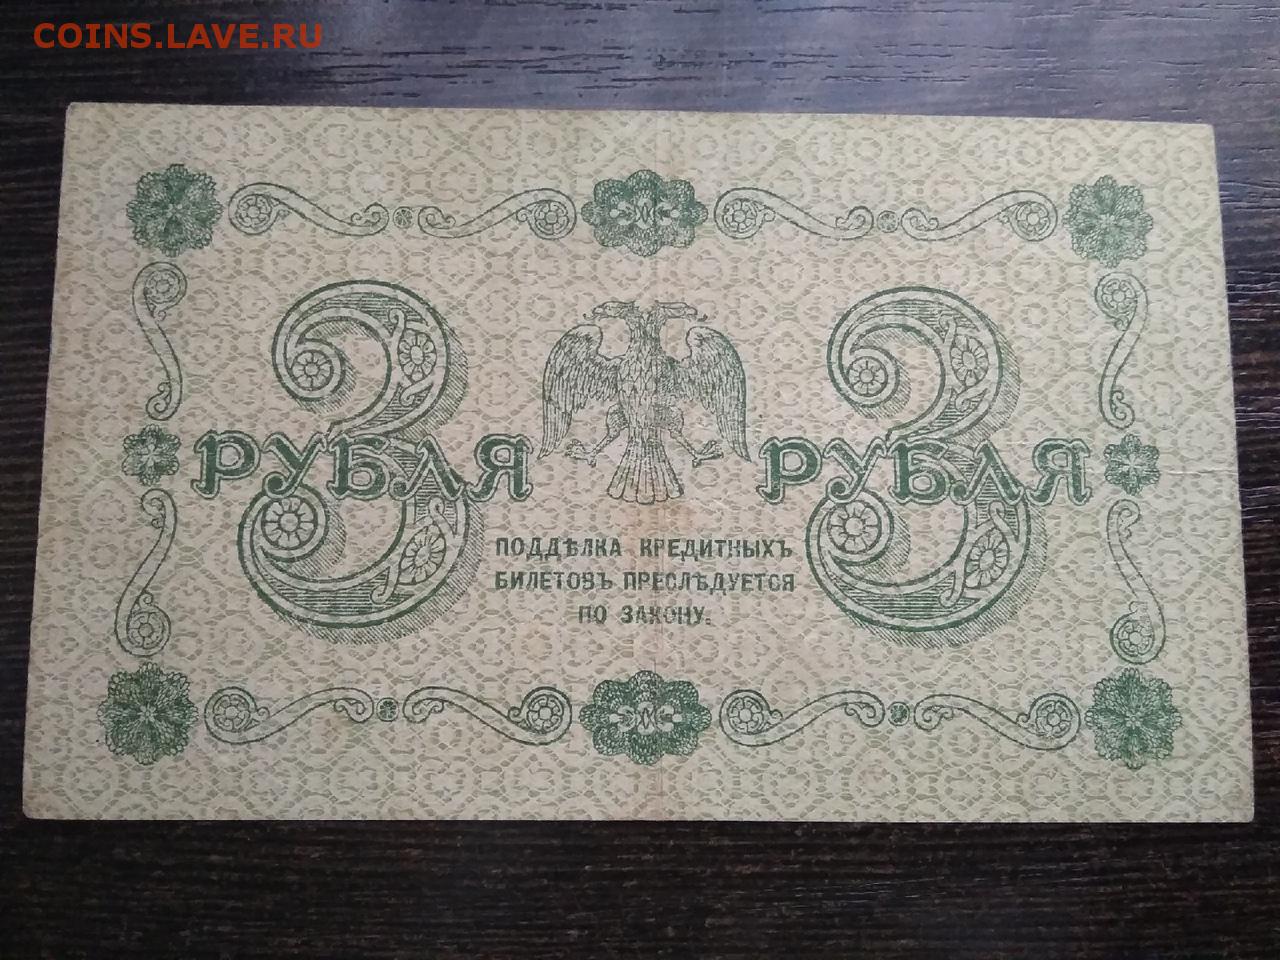 COINS.LAVE.RU
3 3
РУБЛЯ РУБЛЯ
ПОДДѢЛКА КРЕДИТНЫХЪ
БИЛЕТОВЪ ПРЕСЛѢДУЕТСЯ
ПО ЗАКОНУ.